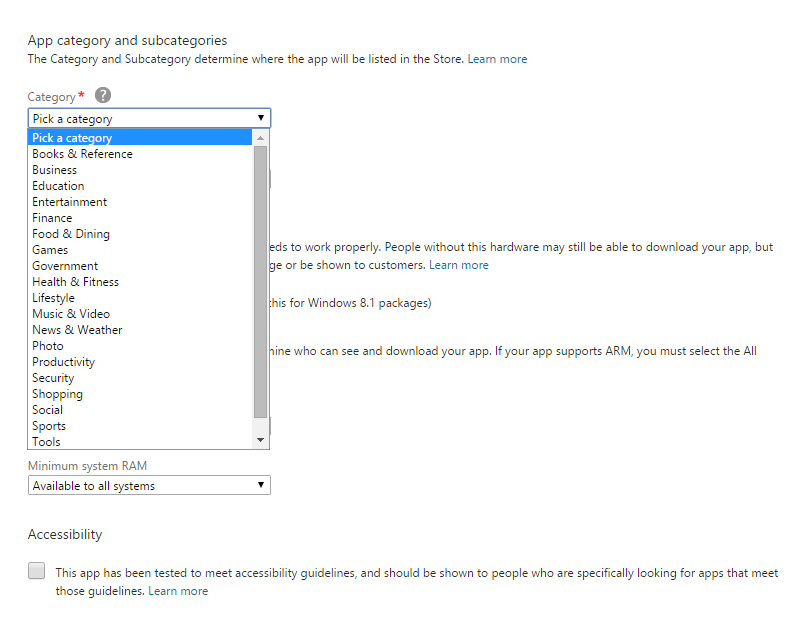 App category and subcategories
The Category and Subcategory determine where the app will be listed in the Store. Learn more
Category * ?
Pick a category
Pick a category
Books & Reference
Business
Education
Entertainment
Finance
Food & Dining
Games
Government
Health & Fitness
Lifestyle
Music & Video
News & Weather
Photo
Productivity
Security
Shopping
Social
Sports
Tools
to work properly. People without this hardware may still be able to download your app, but
or be shown to customers. Learn more
this for Windows 8.1 packages)
who can see and download your app. If your app supports ARM, you must select the All
Minimum system RAM
Available to all systems
Accessibility
This app has been tested to meet accessibility guidelines, and should be shown to people who are specifically looking for apps that meet
those guidelines. Learn more